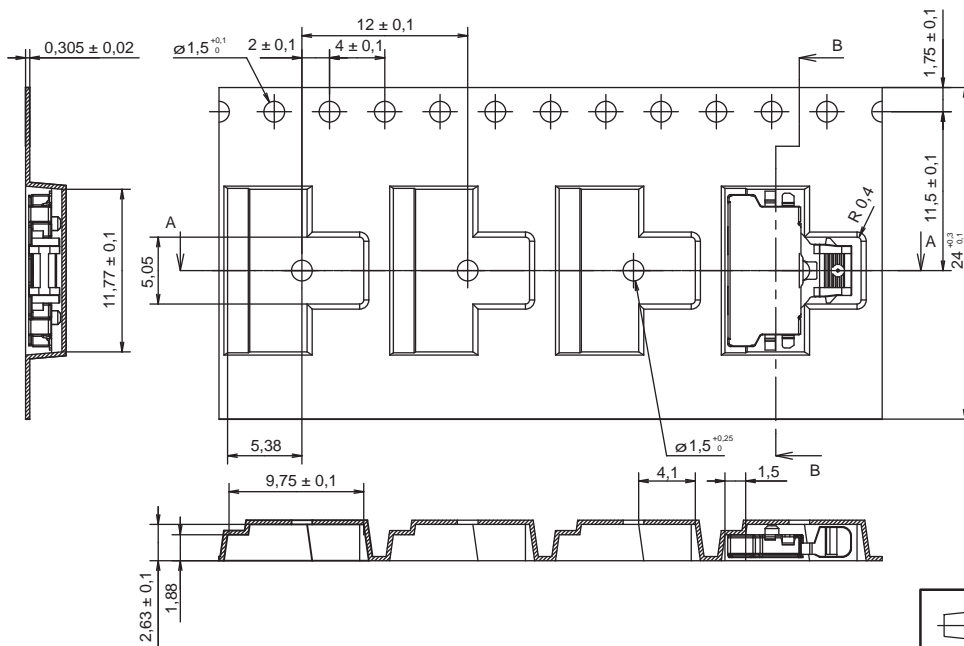 12 ± 0,1
0,305 ± 0,02
⌀1,5 +0,1 0
2 ± 0,1
4 ± 0,1
B
1,75 ± 0,1
11,77 ± 0,1
A
5,05
R 0,4
11,5 ± 0,1
A
24 +0,3 0,1
5,38
⌀1,5 +0,25 0
B
9,75 ± 0,1
4,1
1,5
2,63 ± 0,1
1,88